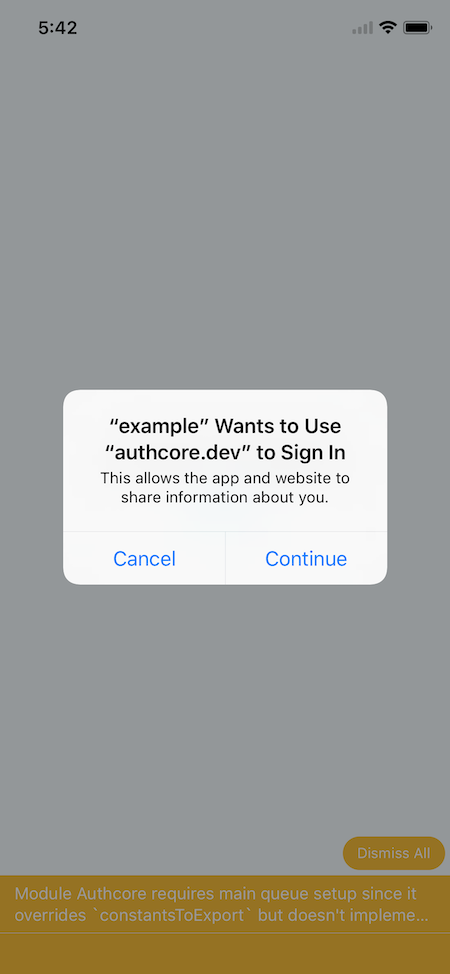 5:42
“example” Wants to Use
“authcore.dev” to Sign In
This allows the app and website to
share information about you.
Cancel
Continue
Dismiss All
Module Authcore requires main queue setup since it
overrides `constantsToExport` but doesn't impleme...